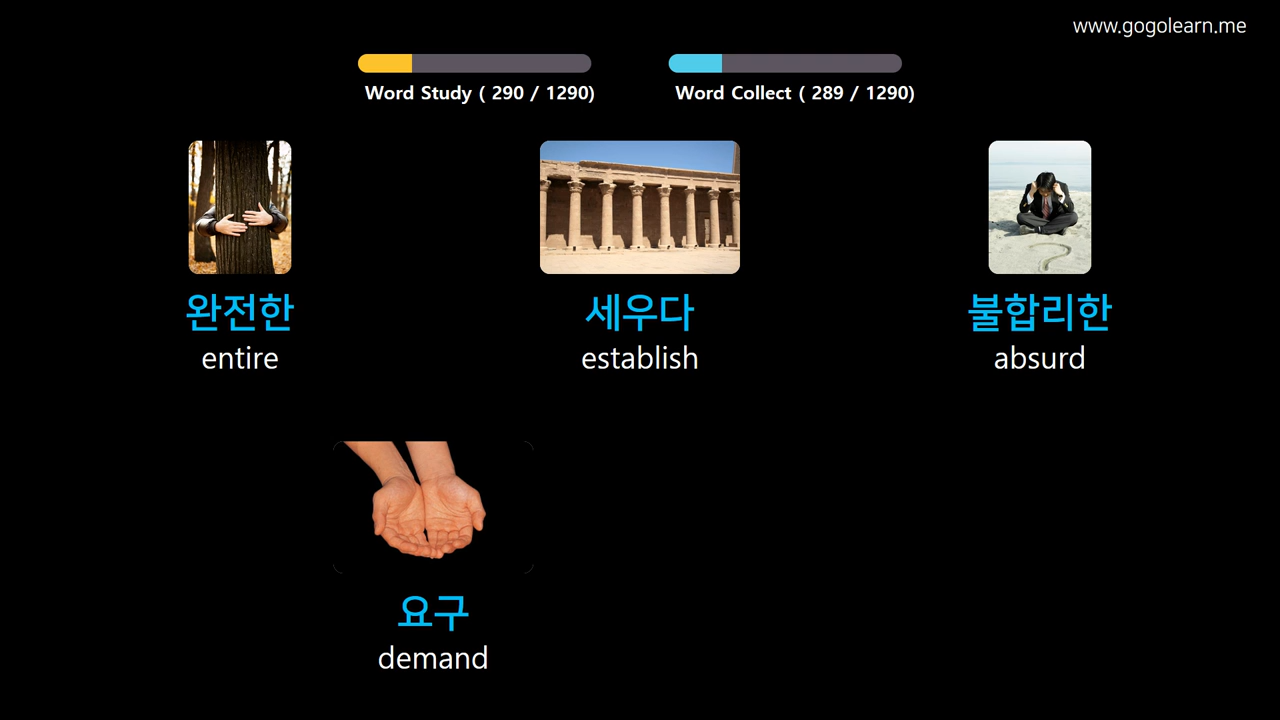 www.gogolearn.me
Word Study ( 290 / 1290)
Word Collect ( 289 / 1290)
완전한
entire
세우다
establish
불합리한
absurd
요구
demand